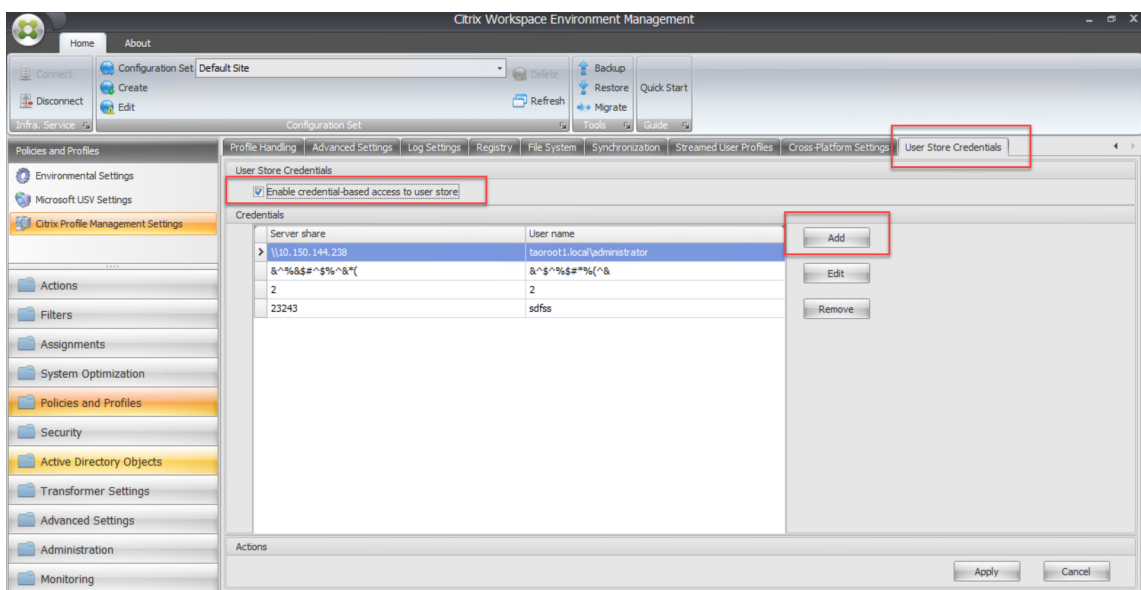 Citrix Workspace Environment Management
Home About
Connect
Disconnect
Infra. Service
Configuration Set Default Site
Create
Edit
Delete
Refresh
Configuration Set
Backup
Restore
Migrate
Tools
Quick Start
Guide
Policies and Profiles
Environmental Settings
Microsoft USV Settings
Citrix Profile Management Settings
Actions
Filters
Assignments
System Optimization
Policies and Profiles
Security
Active Directory Objects
Transformer Settings
Advanced Settings
Administration
Monitoring
Profile Handling Advanced Settings Log Settings Registry File System Synchronization Streamed User Profiles Cross-Platform Settings User Store Credentials
User Store Credentials
Enable credential-based access to user store
Credentials
Server share User name
\\10.150.144.238 taoroot1.local\administrator
&^%&$#^$%^&*( &^$^%$#*%(^&
2 2
23243 sdfss
Add
Edit
Remove
Actions
Apply Cancel